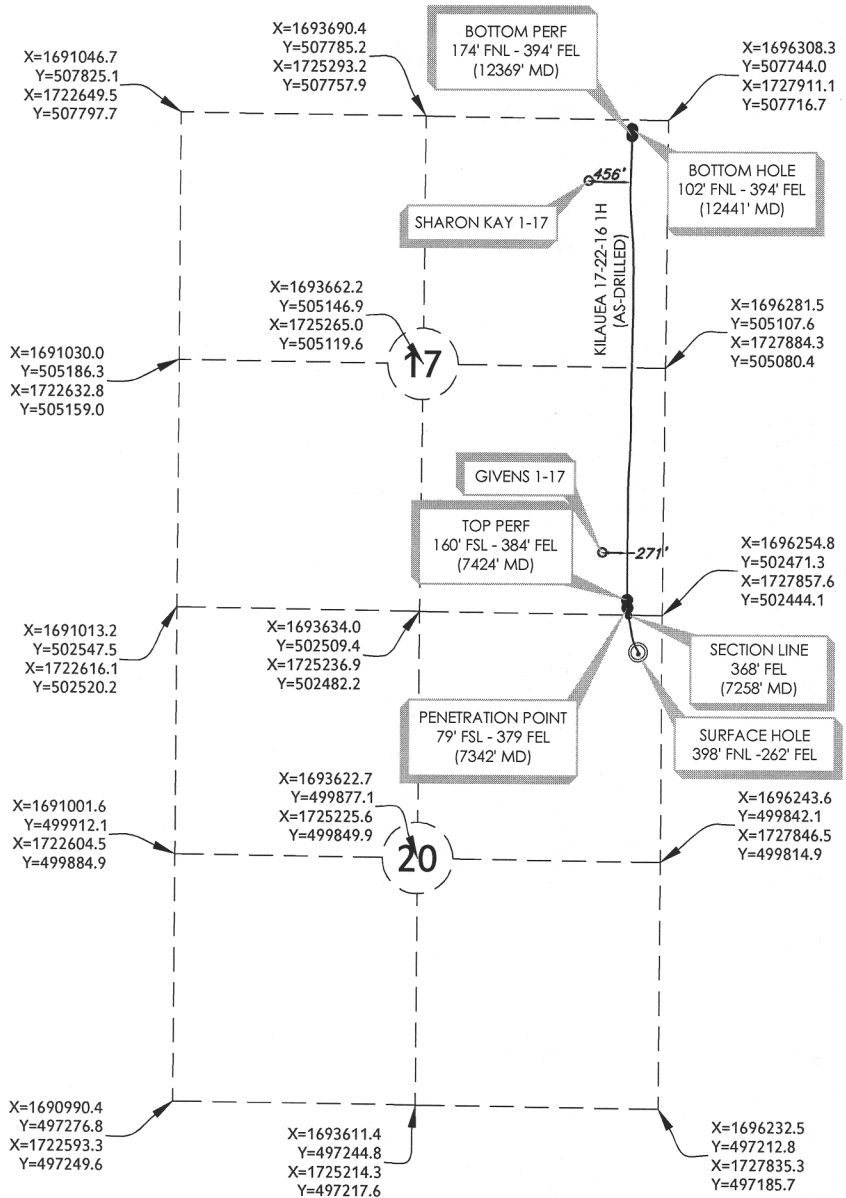 X=1691046.7
Y=507825.1
X=1722649.5
Y=507797.7
X=1693690.4
Y=507785.2
X=1725293.2
Y=507757.9
BOTTOM PERF
174' FNL - 394' FEL
(12369' MD)
X=1696308.3
Y=507744.0
X=1727911.1
Y=507716.7
BOTTOM HOLE
102' FNL - 394' FEL
(12441' MD)
456'
SHARON KAY 1-17
KILAUEA 17-22-16 1H
(AS-DRILLED)
X=1693662.2
Y=505146.9
X=1725265.0
Y=505119.6
X=1696281.5
Y=505107.6
X=1727884.3
Y=505080.4
X=1691030.0
Y=505186.3
X=1722632.8
Y=505159.0
17
GIVENS 1-17
TOP PERF
160' FSL - 384' FEL
(7424' MD)
271'
X=1696254.8
Y=502471.3
X=1727857.6
Y=502444.1
X=1691013.2
Y=502547.5
X=1722616.1
Y=502520.2
X=1693634.0
Y=502509.4
X=1725236.9
Y=502482.2
SECTION LINE
368' FEL
(7258' MD)
PENETRATION POINT
79' FSL - 379 FEL
(7342' MD)
SURFACE HOLE
398' FNL -262' FEL
X=1693622.7
Y=499877.1
X=1725225.6
Y=499849.9
X=1691001.6
Y=499912.1
X=1722604.5
Y=499884.9
X=1696243.6
Y=499842.1
X=1727846.5
Y=499814.9
20
X=1690990.4
Y=497276.8
X=1722593.3
Y=497249.6
X=1693611.4
Y=497244.8
X=1725214.3
Y=497217.6
X=1696232.5
Y=497212.8
X=1727835.3
Y=497185.7